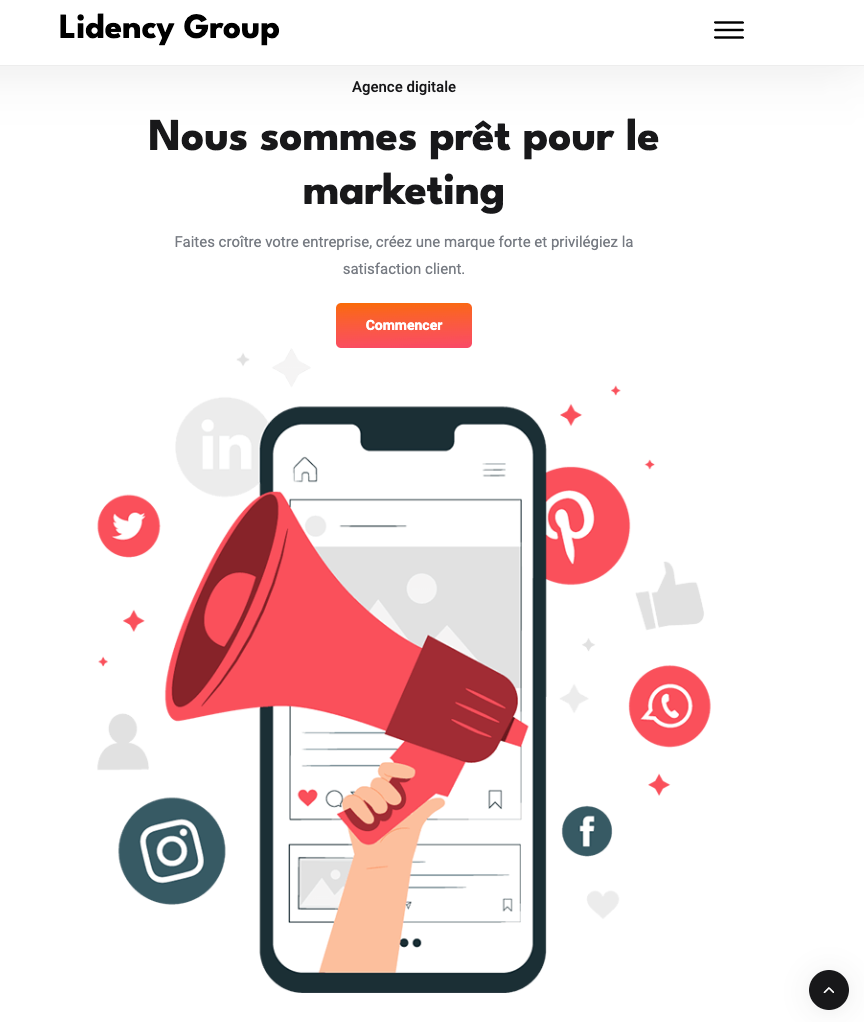 Lidency Group
Agence digitale
Nous sommes prêt pour le
marketing
Faites croître votre entreprise, créez une marque forte et privilégiez la
satisfaction client.
Commencer
in